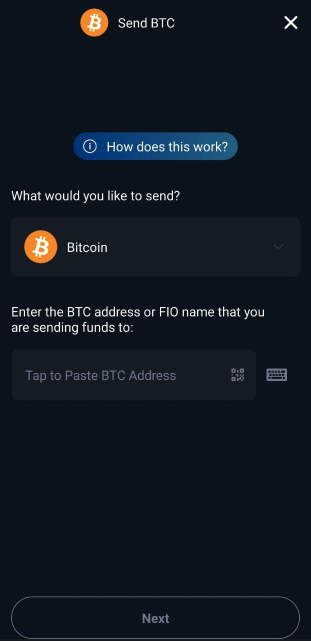 Send BTC
How does this work?
What would you like to send?
Bitcoin
Enter the BTC address or FIO name that you
are sending funds to:
Tap to Paste BTC Address
Next